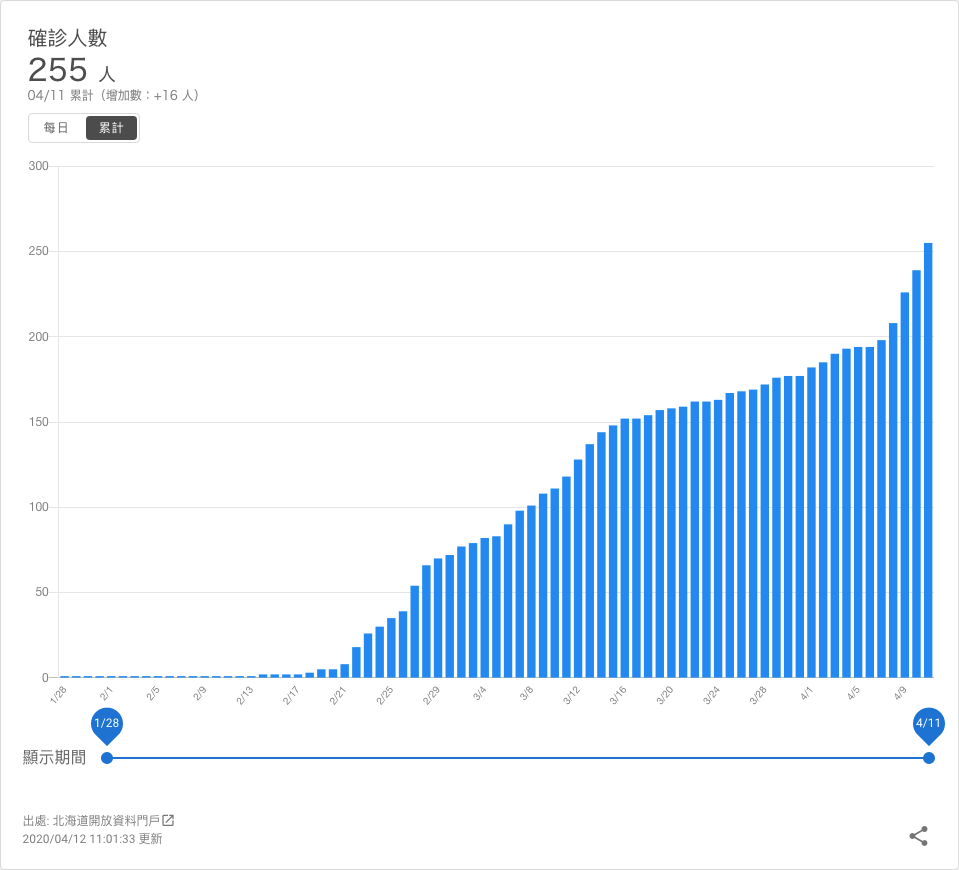 確診人數
255 人
04/11 累計（增加數：+16 人）
每日 累計
300
250
200
150
100
50
0
1/28 2/1 2/5 2/9 2/13 2/17 2/21 2/25 2/29 3/4 3/8 3/12 3/16 3/20 3/24 3/28 4/1 4/5 4/9
1/28 4/11
顯示期間
出處: 北海道開放資料門戶
2020/04/12 11:01:33 更新